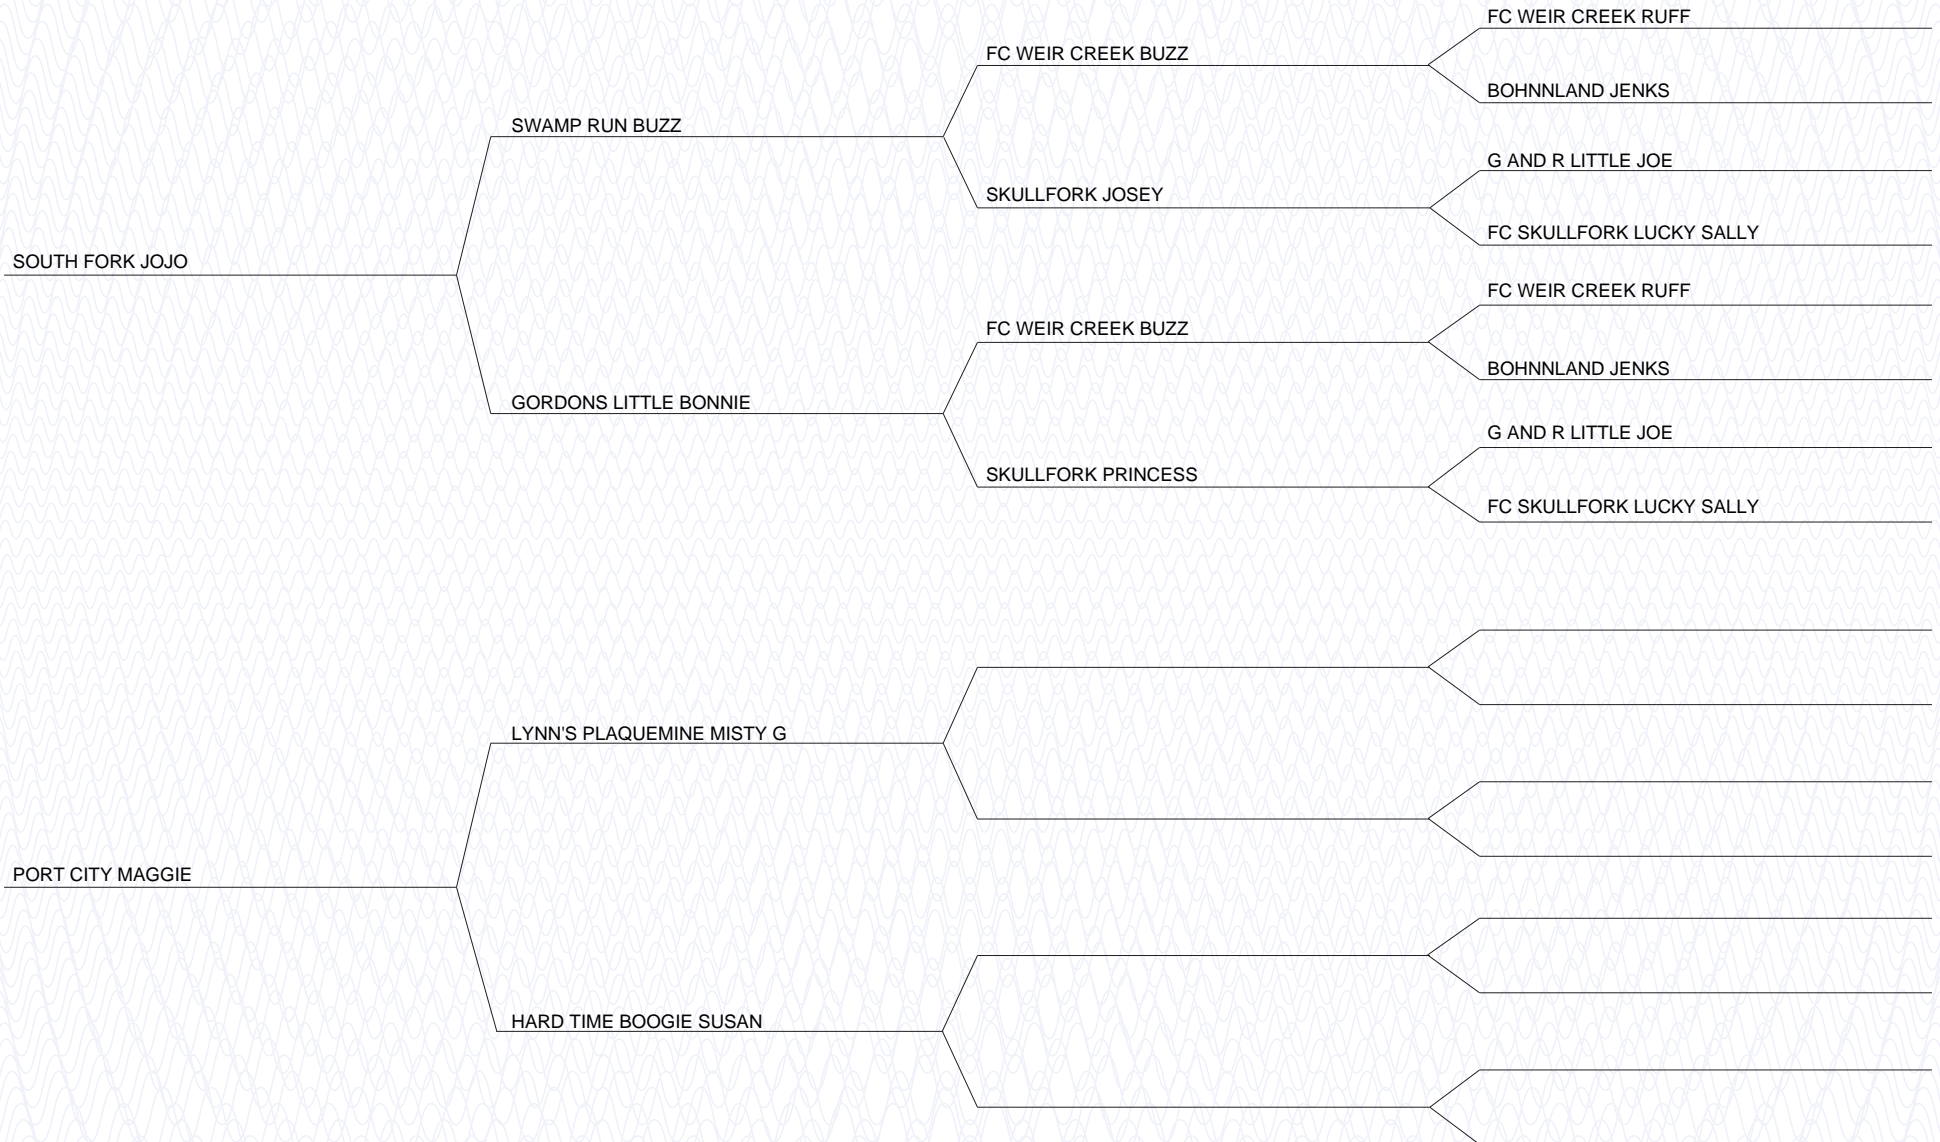 FC WEIR CREEK RUFF
FC WEIR CREEK BUZZ
BOHNNLAND JENKS
SWAMP RUN BUZZ
G AND R LITTLE JOE
SKULLFORK JOSEY
FC SKULLFORK LUCKY SALLY
SOUTH FORK JOJO
FC WEIR CREEK RUFF
FC WEIR CREEK BUZZ
BOHNNLAND JENKS
GORDONS LITTLE BONNIE
G AND R LITTLE JOE
SKULLFORK PRINCESS
FC SKULLFORK LUCKY SALLY
LYNN'S PLAQUEMINE MISTY G
PORT CITY MAGGIE
HARD TIME BOOGIE SUSAN